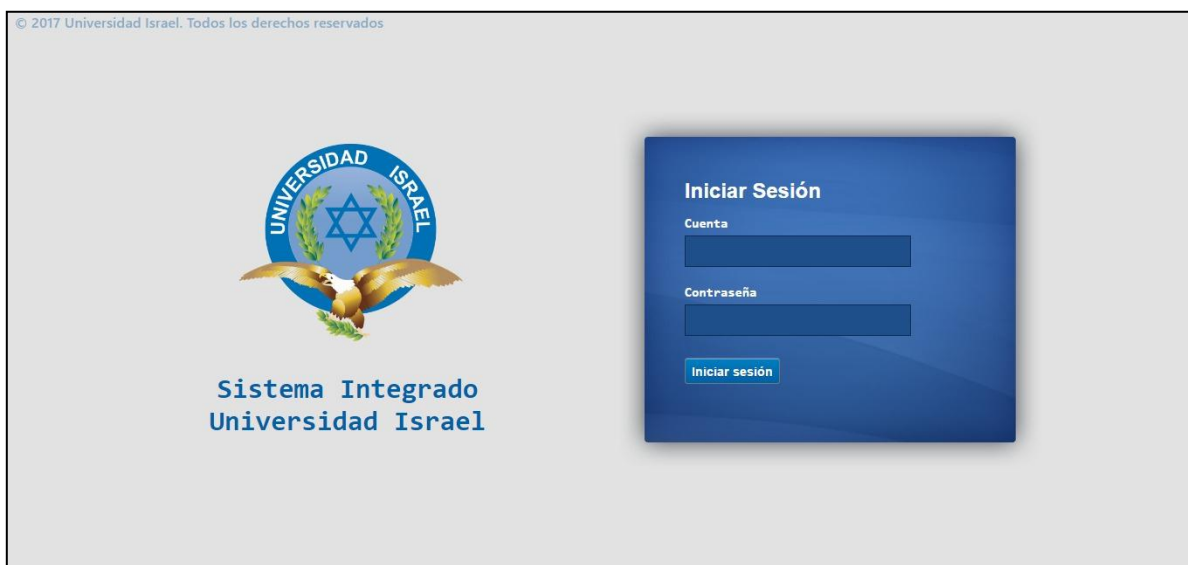 © 2017 Universidad Israel. Todos los derechos reservados
UNIVERSIDAD ISRAEL
Sistema Integrado
Universidad Israel
Iniciar Sesión
Cuenta
Contraseña
Iniciar sesión